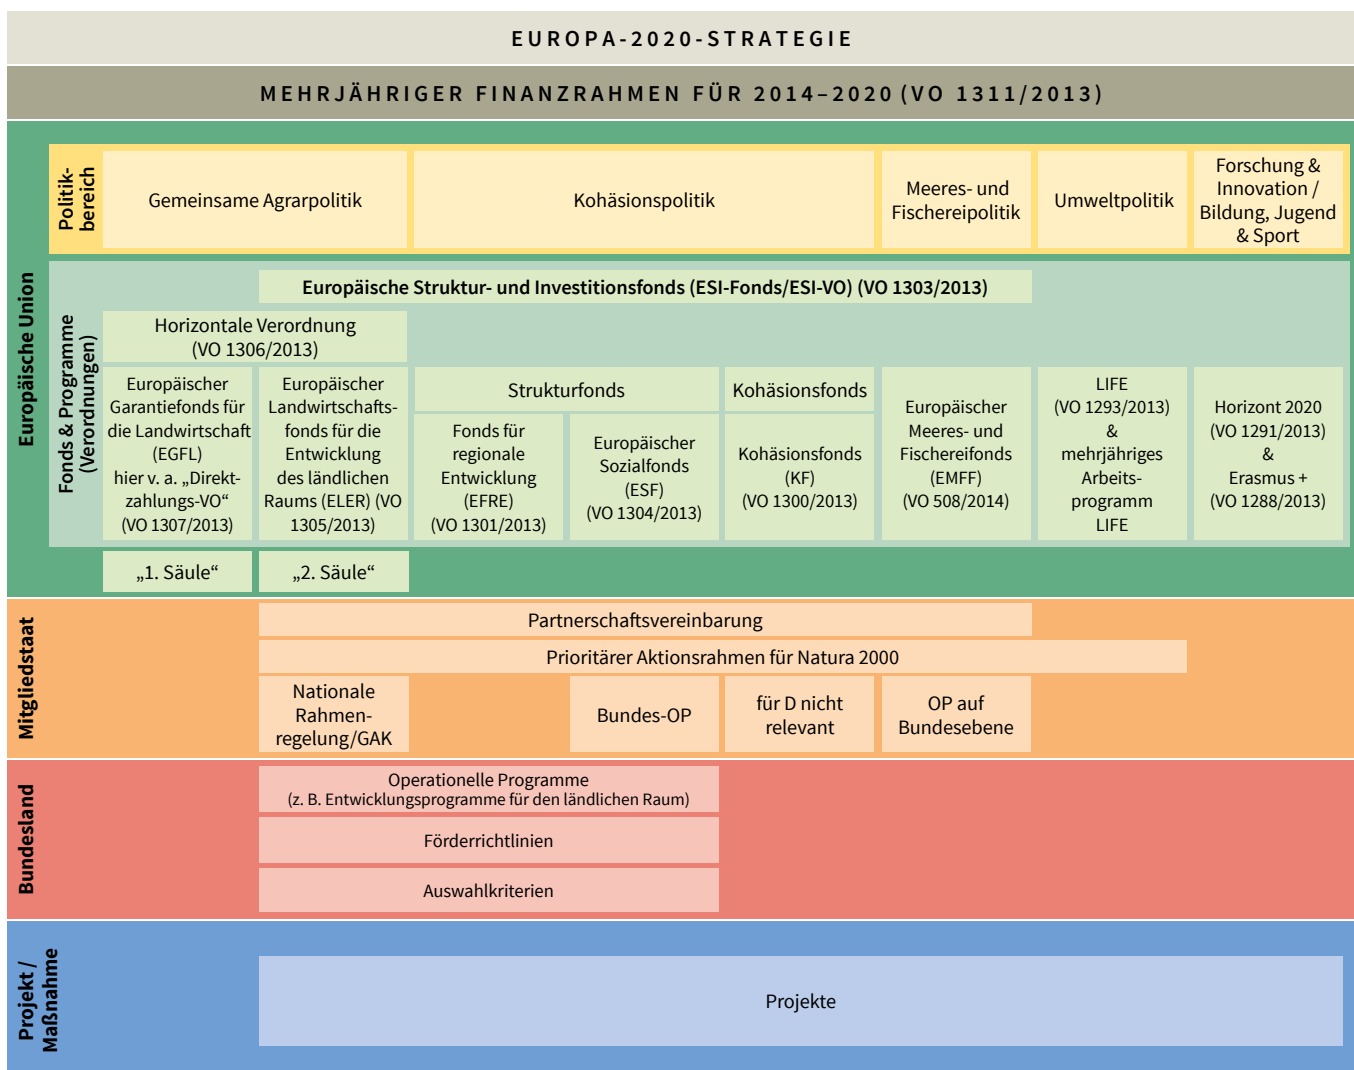 EUROPA-2020-STRATEGIE
MEHRJÄHRIGER FINANZRAHMEN FÜR 2014–2020 (VO 1311/2013)
Europäische Union
Politik-
bereich
Gemeinsame Agrarpolitik
Kohäsionspolitik
Meeres- und
Fischereipolitik
Umweltpolitik
Forschung &
Innovation /
Bildung, Jugend
& Sport
Fonds & Programme
(Verordnungen)
Europäische Struktur- und Investitionsfonds (ESI-Fonds/ESI-VO) (VO 1303/2013)
Horizontale Verordnung
(VO 1306/2013)
Europäischer
Garantiefonds für
die Landwirtschaft
(EGFL)
hier v. a. „Direkt-
zahlungs-VO“
(VO 1307/2013)
Europäischer
Landwirtschafts-
fonds für die
Entwicklung
des ländlichen
Raums (ELER) (VO
1305/2013)
Strukturfonds
Fonds für
regionale
Entwicklung
(EFRE)
(VO 1301/2013)
Europäischer
Sozialfonds
(ESF)
(VO 1304/2013)
Kohäsionsfonds
Kohäsionsfonds
(KF)
(VO 1300/2013)
Europäischer
Meeres- und
Fischereifonds
(EMFF)
(VO 508/2014)
LIFE
(VO 1293/2013)
&
mehrjähriges
Arbeits-
programm
LIFE
Horizont 2020
(VO 1291/2013)
&
Erasmus +
(VO 1288/2013)
„1. Säule“
„2. Säule“
Mitgliedstaat
Partnerschaftsvereinbarung
Prioritärer Aktionsrahmen für Natura 2000
Nationale
Rahmen-
regelung/GAK
Bundes-OP
für D nicht
relevant
OP auf
Bundesebene
Bundesland
Operationelle Programme
(z. B. Entwicklungsprogramme für den ländlichen Raum)
Förderrichtlinien
Auswahlkriterien
Projekt /
Maßnahme
Projekte